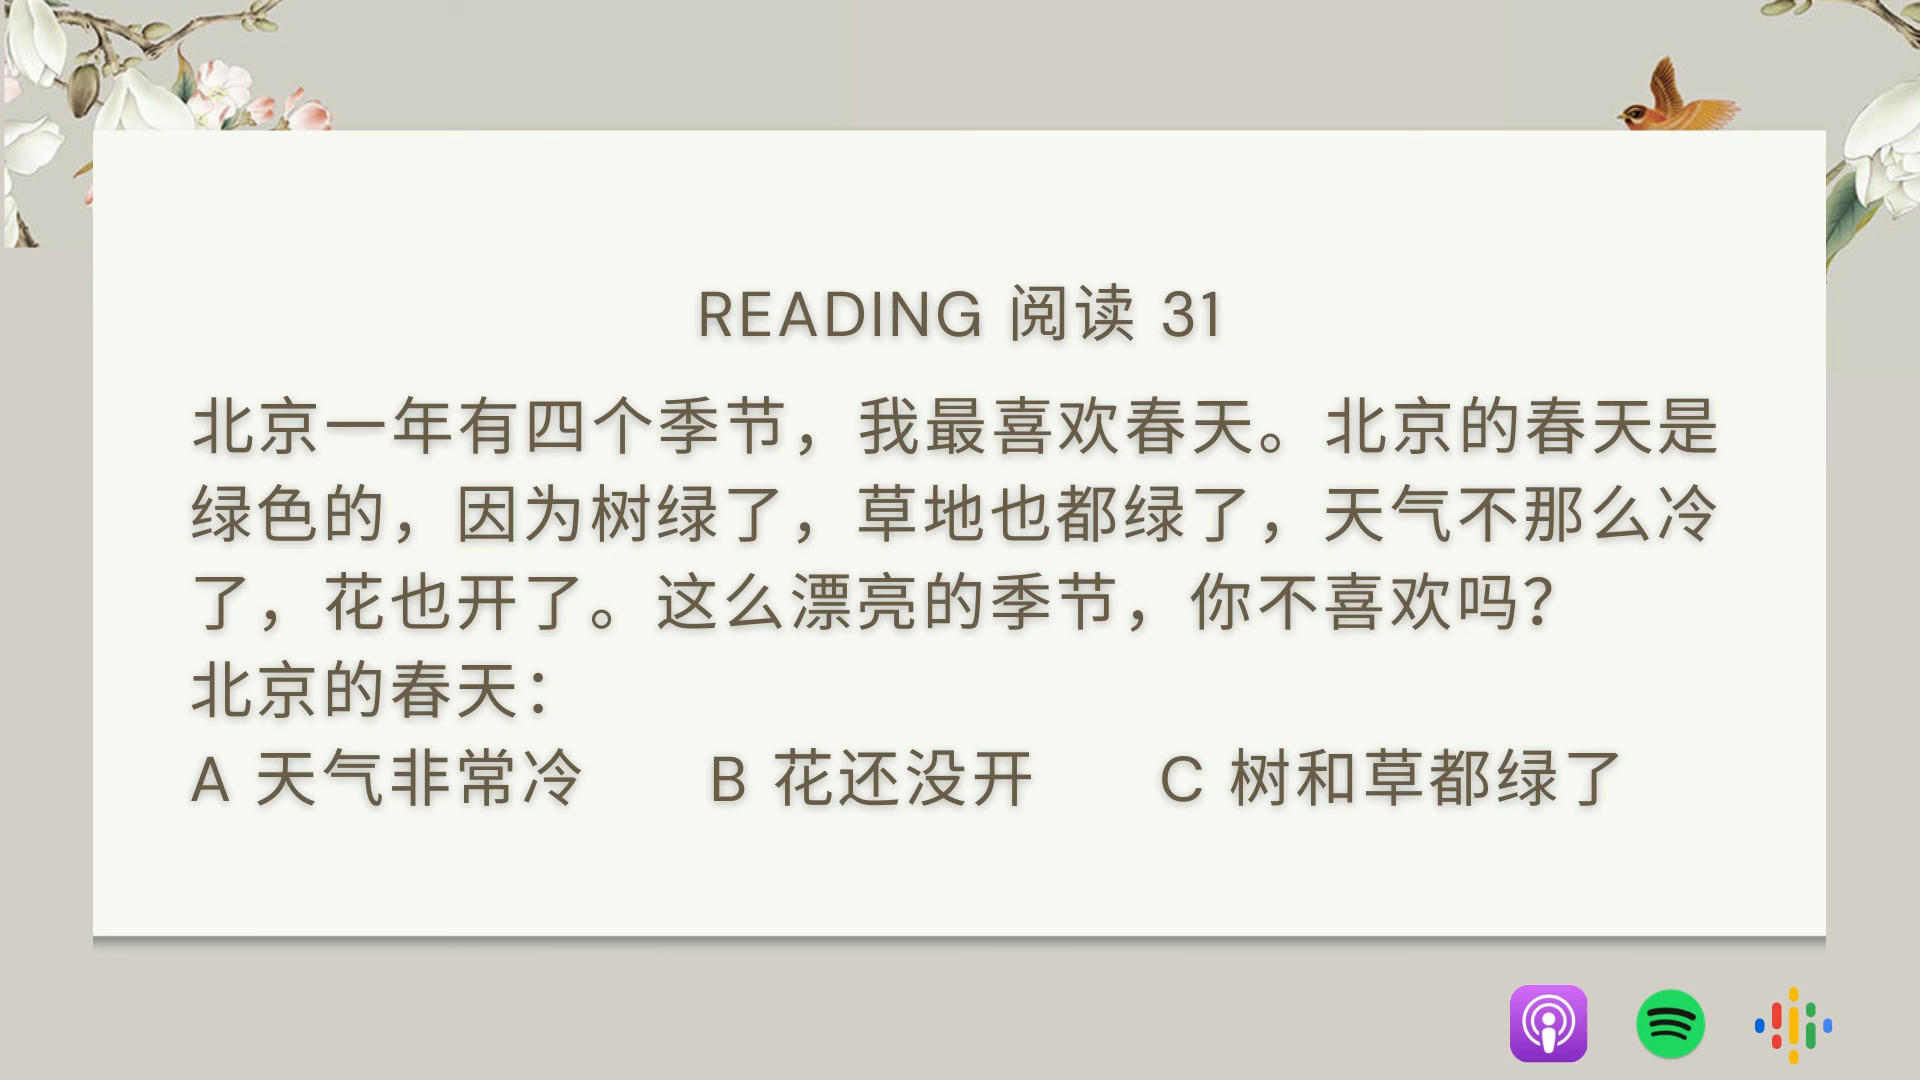 READING 阅读 31
北京一年有四个季节，我最喜欢春天。北京的春天是
绿色的，因为树绿了，草地也都绿了，天气不那么冷
了，花也开了。这么漂亮的季节，你不喜欢吗？
北京的春天：
A 天气非常冷 B 花还没开 C 树和草都绿了